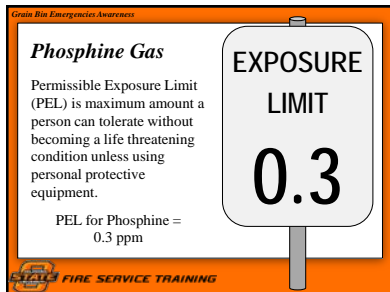 Grain Bin Emergencies Awareness
Phosphine Gas
Permissible Exposure Limit
(PEL) is maximum amount a
person can tolerate without
becoming a life threatening
condition unless using
personal protective
equipment.
PEL for Phosphine =
0.3 ppm
EXPOSURE
LIMIT
0.3
STATE FIRE SERVICE TRAINING